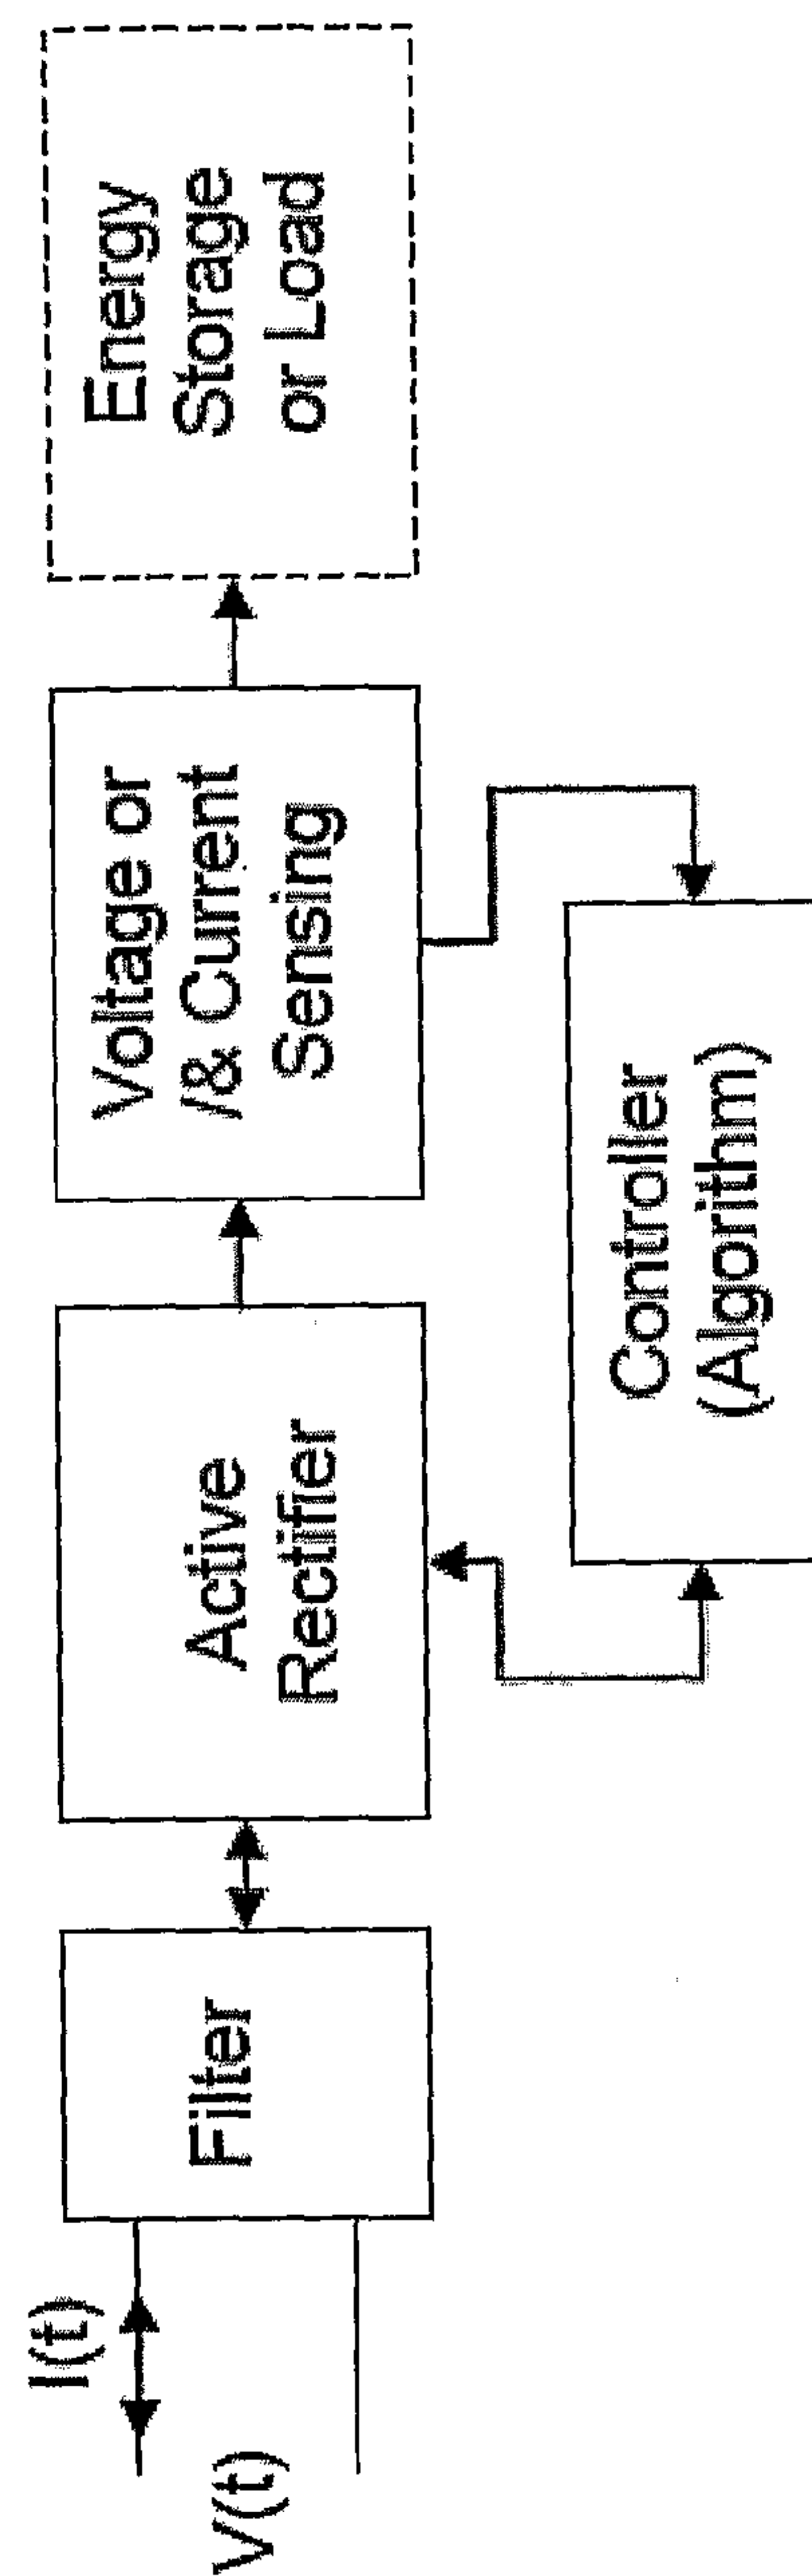 I(t)
V(t)
Filter
Active
Rectifier
Voltage or
/& Current
Sensing
Energy
Storage
or Load
Controller
(Algorithm)